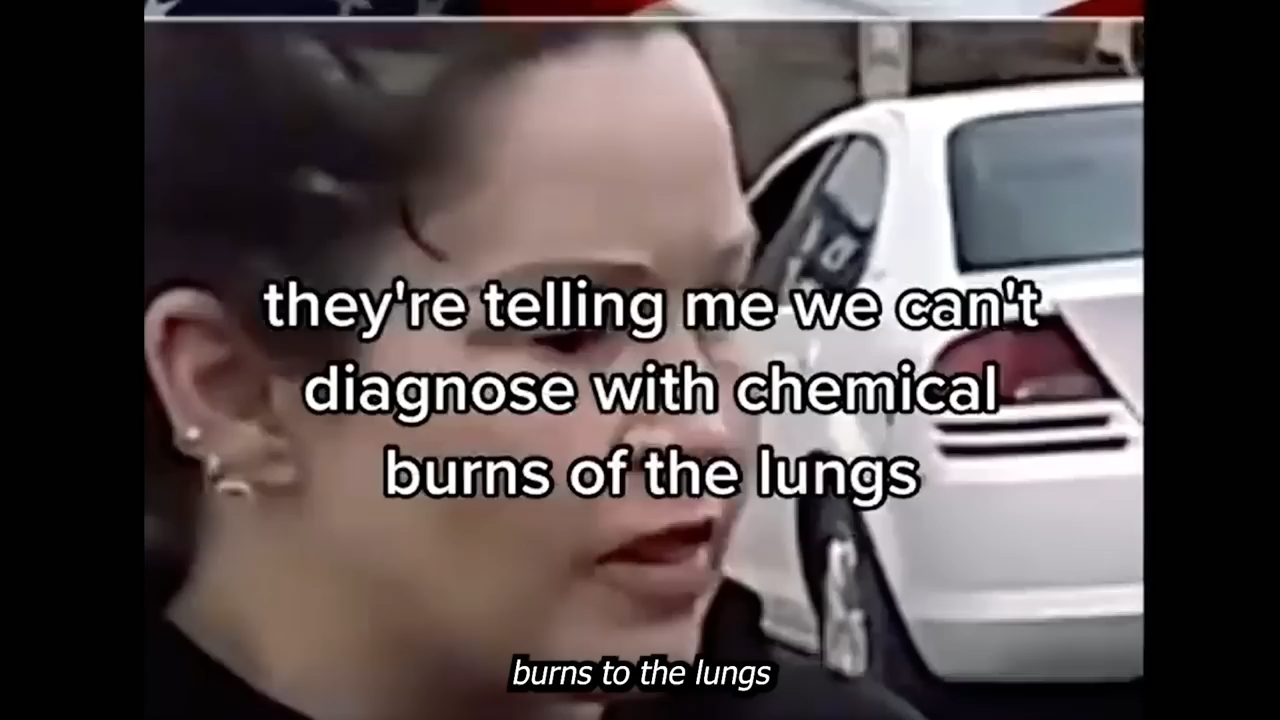 they're telling me we can't
diagnose with chemical
burns of the lungs
burns to the lungs